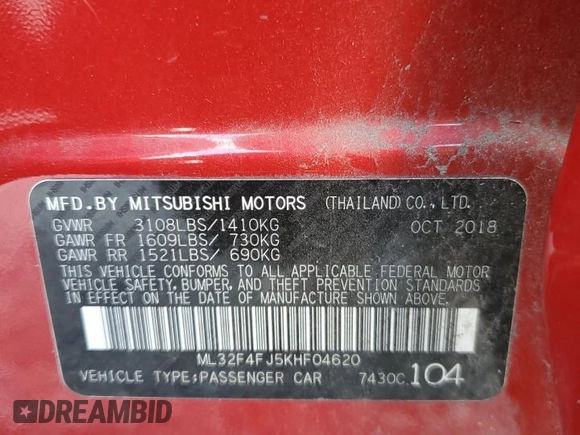 MFD. BY MITSUBISHI MOTORS (THAILAND) CO., LTD.
GVWR 3108LBS/1410KG OCT 2018
GAWR FR 1609LBS/ 730KG
GAWR RR 1521LBS/ 690KG
THIS VEHICLE CONFORMS TO ALL APPLICABLE FEDERAL MOTOR
VEHICLE SAFETY, BUMPER, AND THEFT PREVENTION STANDARDS
IN EFFECT ON THE DATE OF MANUFACTURE SHOWN ABOVE.
ML32F4FJ5KHF04620
VEHICLE TYPE:PASSENGER CAR 7430C 104
DREAMBID